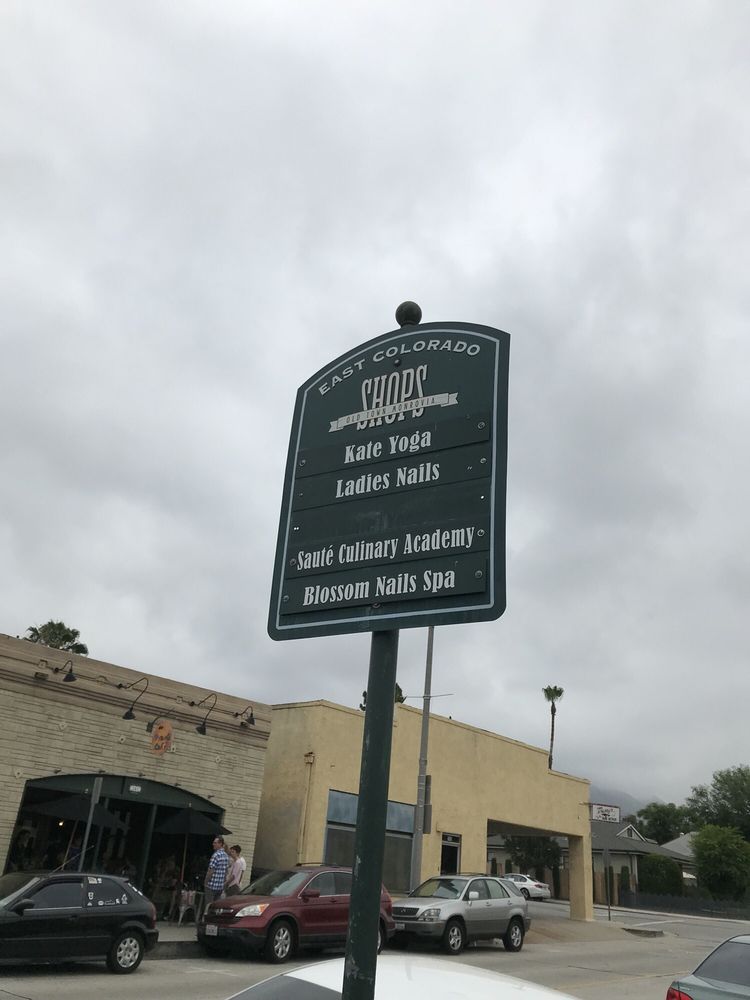 EAST COLORADO
SHOPS
OLD TOWN MONROVIA
Kate Yoga
Ladies Nails
Sauté Culinary Academy
Blossom Nails Spa